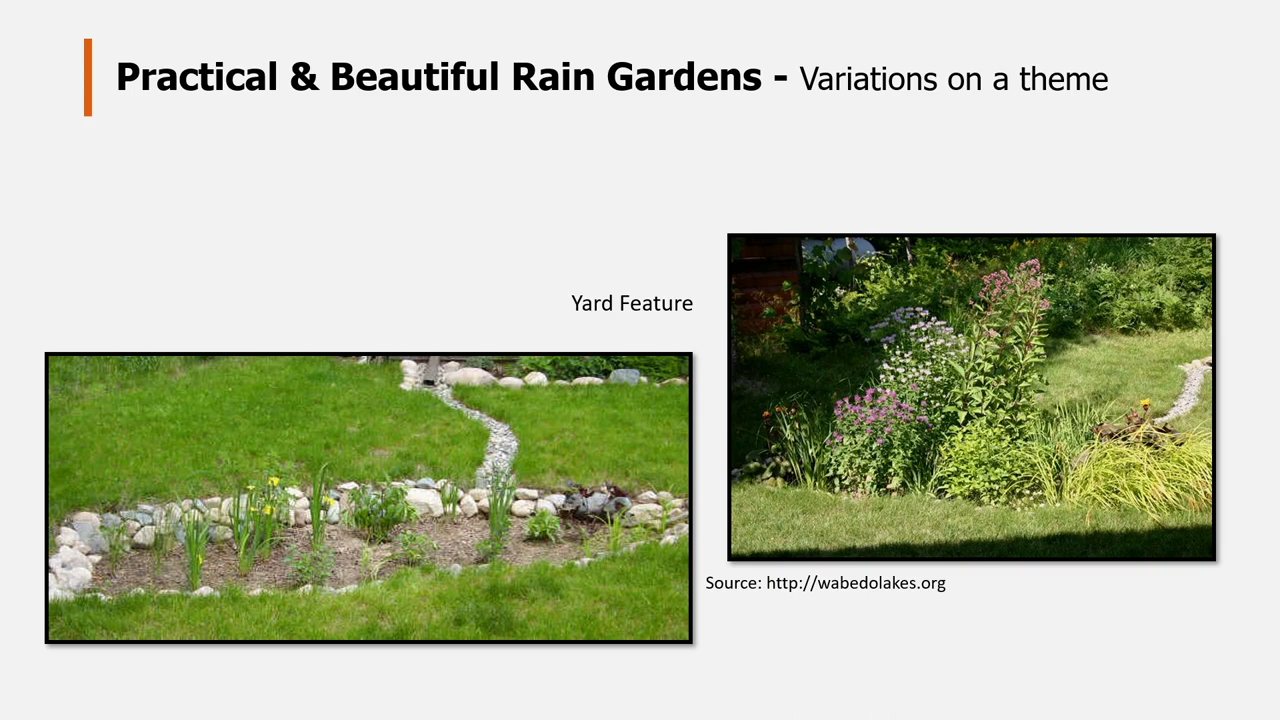 Practical & Beautiful Rain Gardens - Variations on a theme
Yard Feature
Source: http://wabedolakes.org